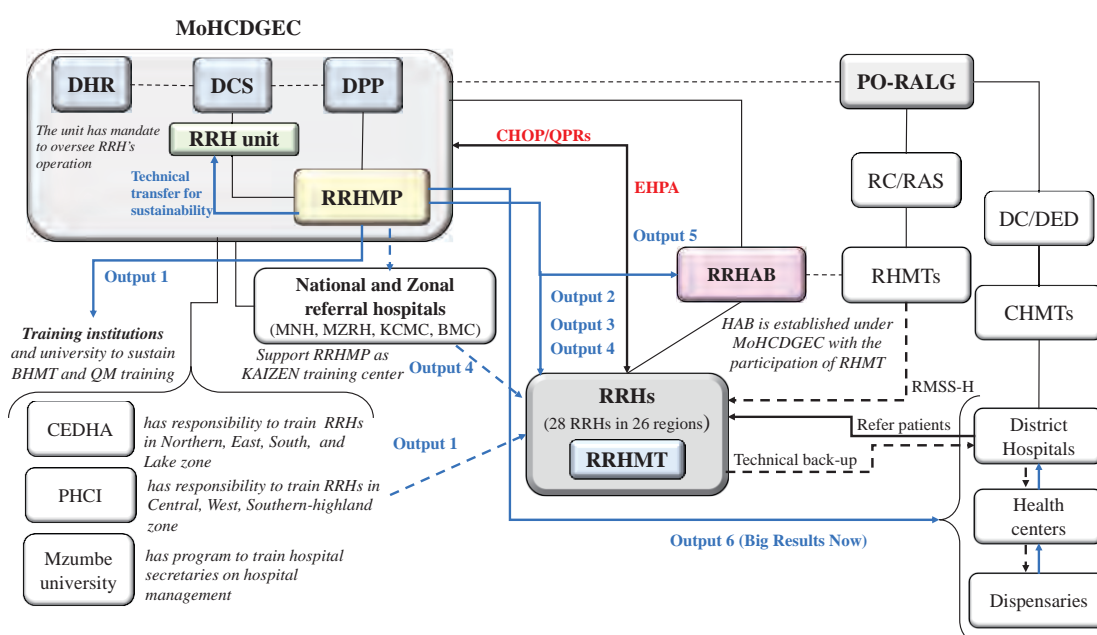 MoHCDGEC
DHR
DCS
DPP
PO-RALG
The unit has mandate
to oversee RRH's
operation
RRH unit
CHOP/QPRs
EHPA
RC/RAS
Technical
transfer for
sustainability
RRHMP
DC/DED
Output 5
Output 1
RRHAB
RHMTs
National and Zonal
referral hospitals
(MNH, MZRH, KCMC, BMC)
Output 2
Output 3
Output 4
CHMTs
Training institutions
and university to sustain
BHMT and QM training
Support RRHMP as
KAIZEN training center
Output 4
HAB is established under
MoHCDGEC with the
participation of RHMT
RRHs
(28 RRHs in 26 regions)
RRHMT
RMSS-H
Refer patients
Technical back-up
District
Hospitals
CEDHA
has responsibility to train RRHs
in Northern, East, South, and
Lake zone
Output 1
PHCI
has responsibility to train RRHs in
Central, West, Southern-highland
zone
Health
centers
Output 6 (Big Results Now)
Mzumbe
university
has program to train hospital
secretaries on hospital
management
Dispensaries